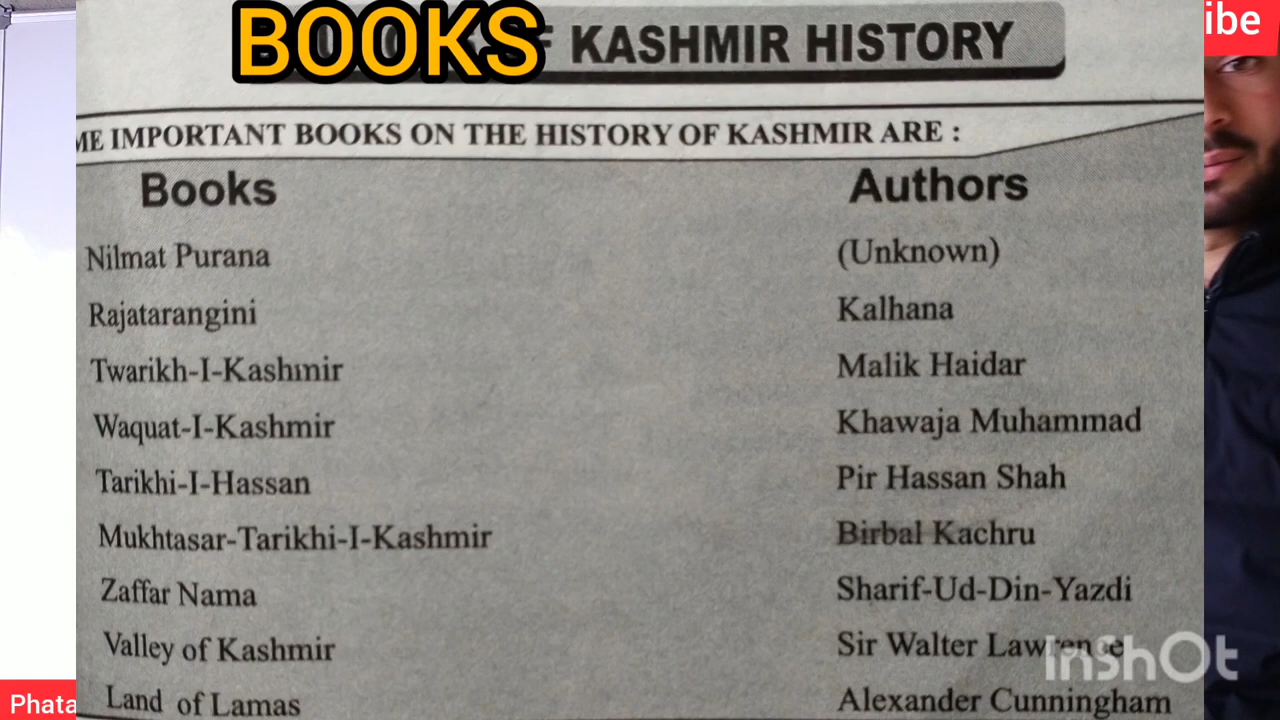 BOOKS OF KASHMIR HISTORY
ibe
ME IMPORTANT BOOKS ON THE HISTORY OF KASHMIR ARE :
Books Authors
Nilmat Purana (Unknown)
Rajatarangini Kalhana
Twarikh-I-Kashmir Malik Haidar
Waquat-I-Kashmir Khawaja Muhammad
Tarikhi-I-Hassan Pir Hassan Shah
Mukhtasar-Tarikhi-I-Kashmir Birbal Kachru
Zaffar Nama Sharif-Ud-Din-Yazdi
Valley of Kashmir Sir Walter Lawrence
InShOt
Land of Lamas Alexander Cunningham
Phata